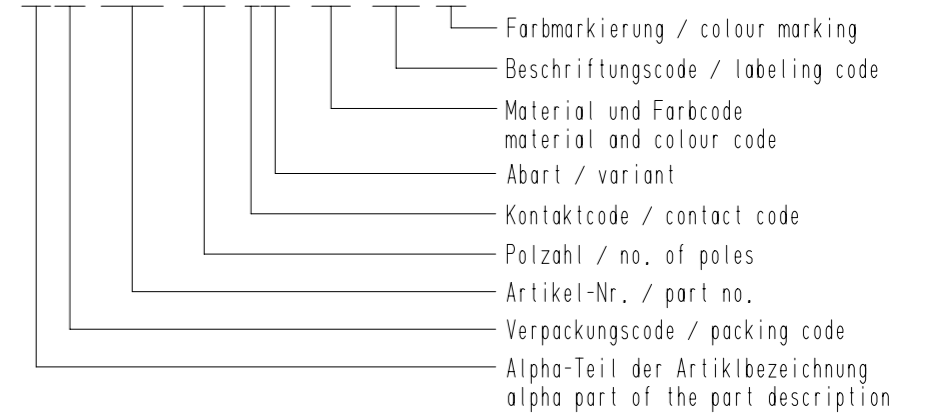 Farbmarkierung / colour marking
Beschriftungscode / labeling code
Material und Farbcode
material and colour code
Abart / variant
Kontaktcode / contact code
Polzahl / no. of poles
Artikel-Nr. / part no.
Verpackungscode / packing code
Alpha-Teil der Artiklbezeichnung
alpha part of the part description